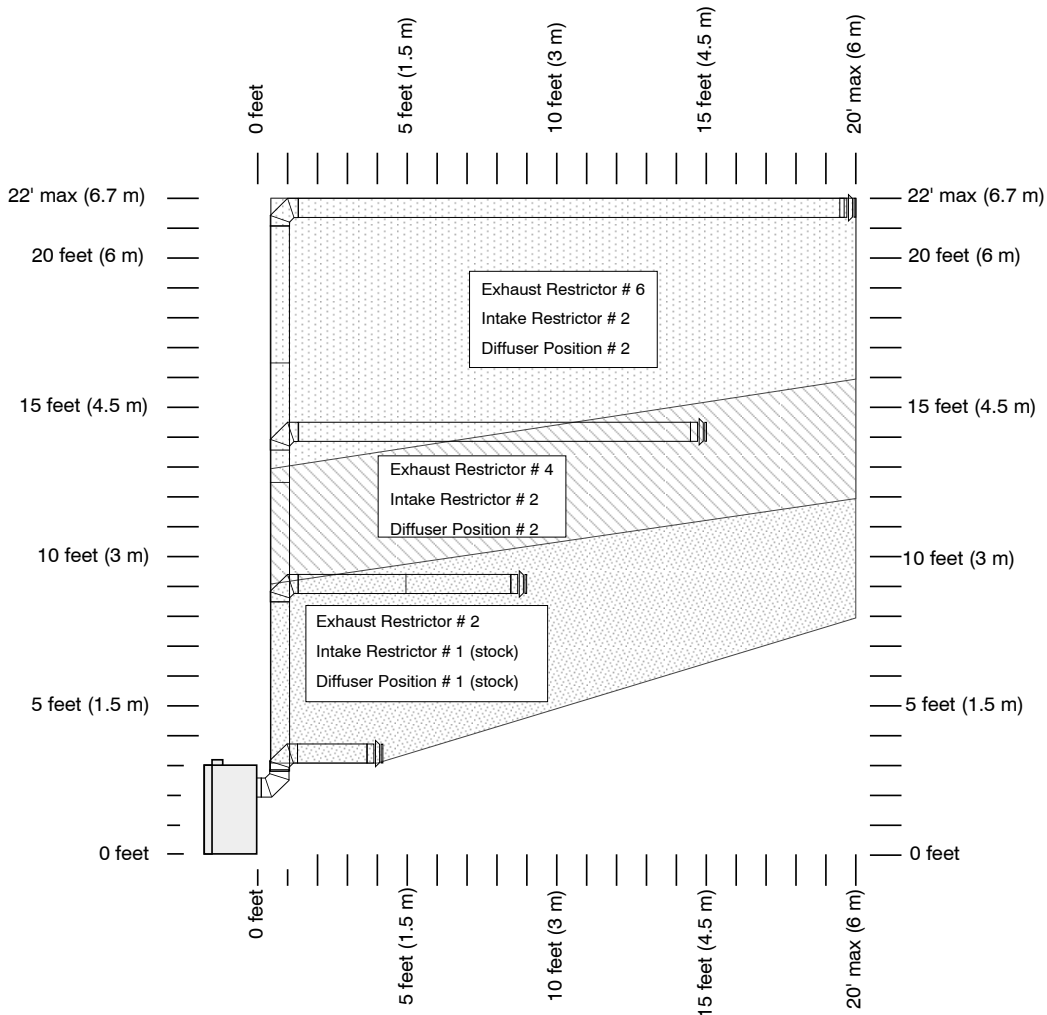 0 feet
5 feet (1.5 m)
10 feet (3 m)
15 feet (4.5 m)
20' max (6 m)
22' max (6.7 m)
22' max (6.7 m)
20 feet (6 m)
20 feet (6 m)
Exhaust Restrictor # 6
Intake Restrictor # 2
Diffuser Position # 2
15 feet (4.5 m)
15 feet (4.5 m)
Exhaust Restrictor # 4
Intake Restrictor # 2
Diffuser Position # 2
10 feet (3 m)
10 feet (3 m)
Exhaust Restrictor # 2
Intake Restrictor # 1 (stock)
Diffuser Position # 1 (stock)
5 feet (1.5 m)
5 feet (1.5 m)
0 feet
0 feet
0 feet
5 feet (1.5 m)
10 feet (3 m)
15 feet (4.5 m)
20' max (6 m)